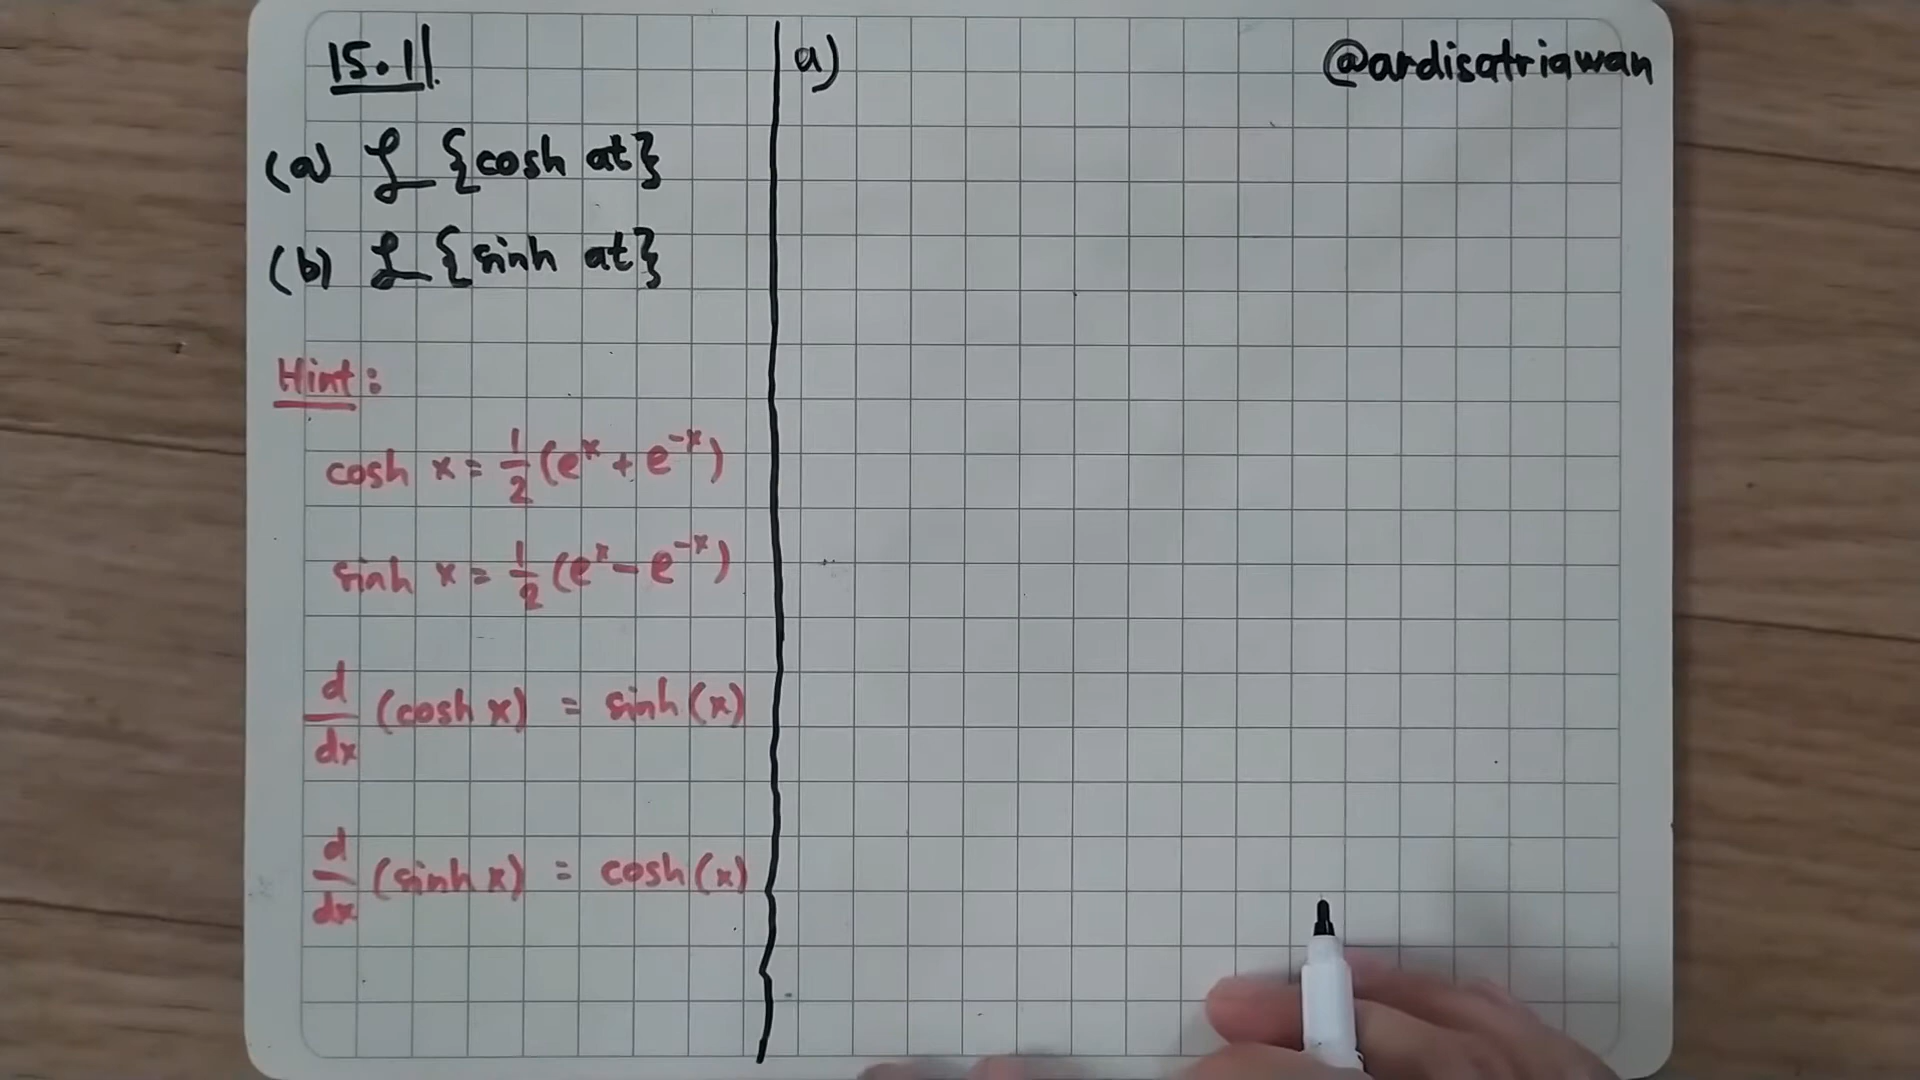 15.11.
(a) ℒ {cosh at}
(b) ℒ {sinh at}
Hint:
cosh x = 1/2 (e^x + e^-x)
sinh x = 1/2 (e^x - e^-x)
d/dx (cosh x) = sinh(x)
d/dx (sinh x) = cosh(x)
a)
@ardisatriawan